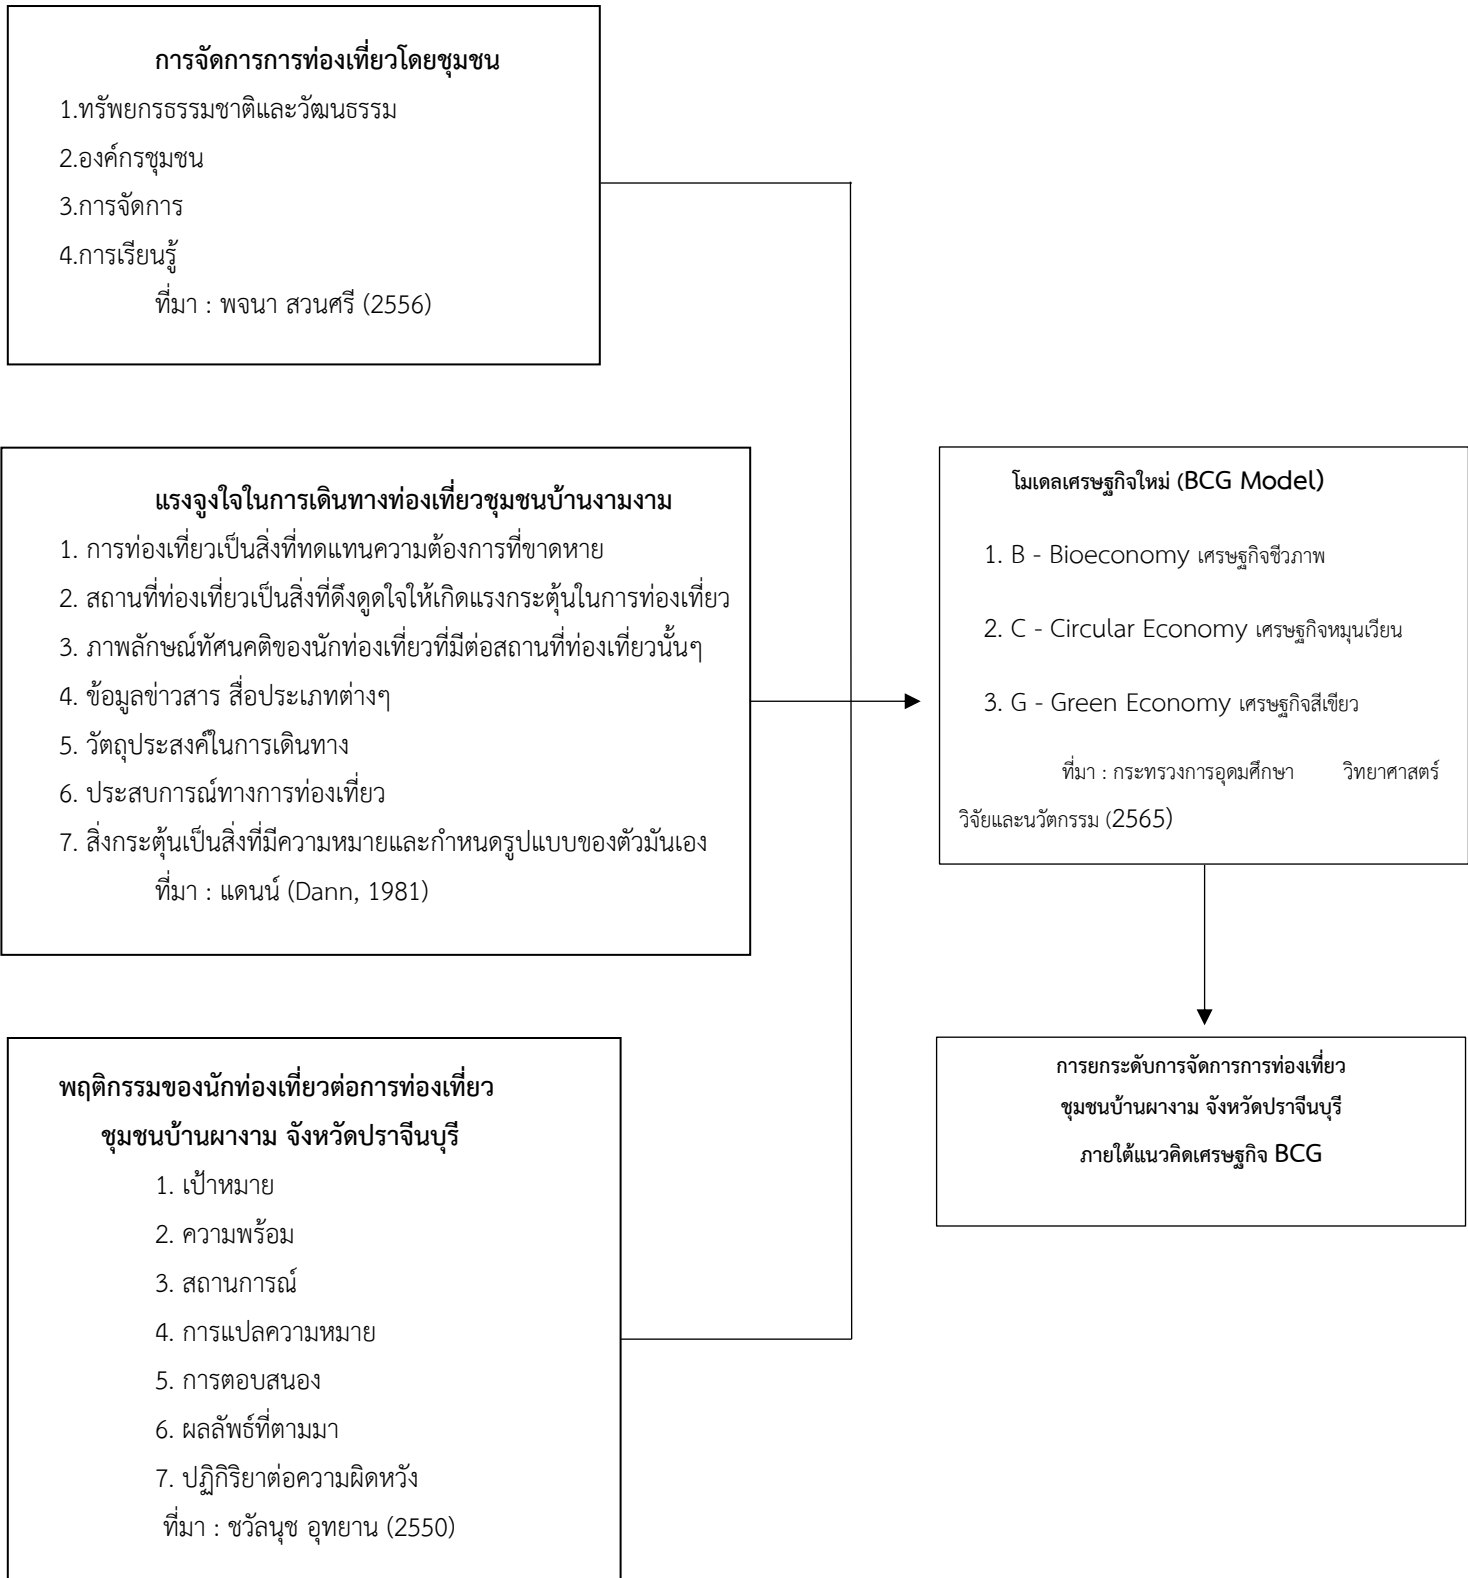 การจัดการการท่องเที่ยวโดยชุมชน
1.ทรัพยกรธรรมชาติและวัฒนธรรม
2.องค์กรชุมชน
3.การจัดการ
4.การเรียนรู้
ที่มา : พจนา สวนศรี (2556)
แรงจูงใจในการเดินทางท่องเที่ยวชุมชนบ้านงามงาม
1. การท่องเที่ยวเป็นสิ่งที่ทดแทนความต้องการที่ขาดหาย
2. สถานที่ท่องเที่ยวเป็นสิ่งที่ดึงดูดใจให้เกิดแรงกระตุ้นในการท่องเที่ยว
3. ภาพลักษณ์ทัศนคติของนักท่องเที่ยวที่มีต่อสถานที่ท่องเที่ยวนั้นๆ
4. ข้อมูลข่าวสาร สื่อประเภทต่างๆ
5. วัตถุประสงค์ในการเดินทาง
6. ประสบการณ์ทางการท่องเที่ยว
7. สิ่งกระตุ้นเป็นสิ่งที่มีความหมายและกำหนดรูปแบบของตัวมันเอง
ที่มา : แดนน์ (Dann, 1981)
พฤติกรรมของนักท่องเที่ยวต่อการท่องเที่ยว
ชุมชนบ้านผางาม จังหวัดปราจีนบุรี
1. เป้าหมาย
2. ความพร้อม
3. สถานการณ์
4. การแปลความหมาย
5. การตอบสนอง
6. ผลลัพธ์ที่ตามมา
7. ปฏิกิริยาต่อความผิดหวัง
ที่มา : ชวัลนุช อุทยาน (2550)
โมเดลเศรษฐกิจใหม่ (BCG Model)
1. B - Bioeconomy เศรษฐกิจชีวภาพ
2. C - Circular Economy เศรษฐกิจหมุนเวียน
3. G - Green Economy เศรษฐกิจสีเขียว
ที่มา : กระทรวงการอุดมศึกษา วิทยาศาสตร์
วิจัยและนวัตกรรม (2565)
การยกระดับการจัดการการท่องเที่ยว
ชุมชนบ้านผางาม จังหวัดปราจีนบุรี
ภายใต้แนวคิดเศรษฐกิจ BCG